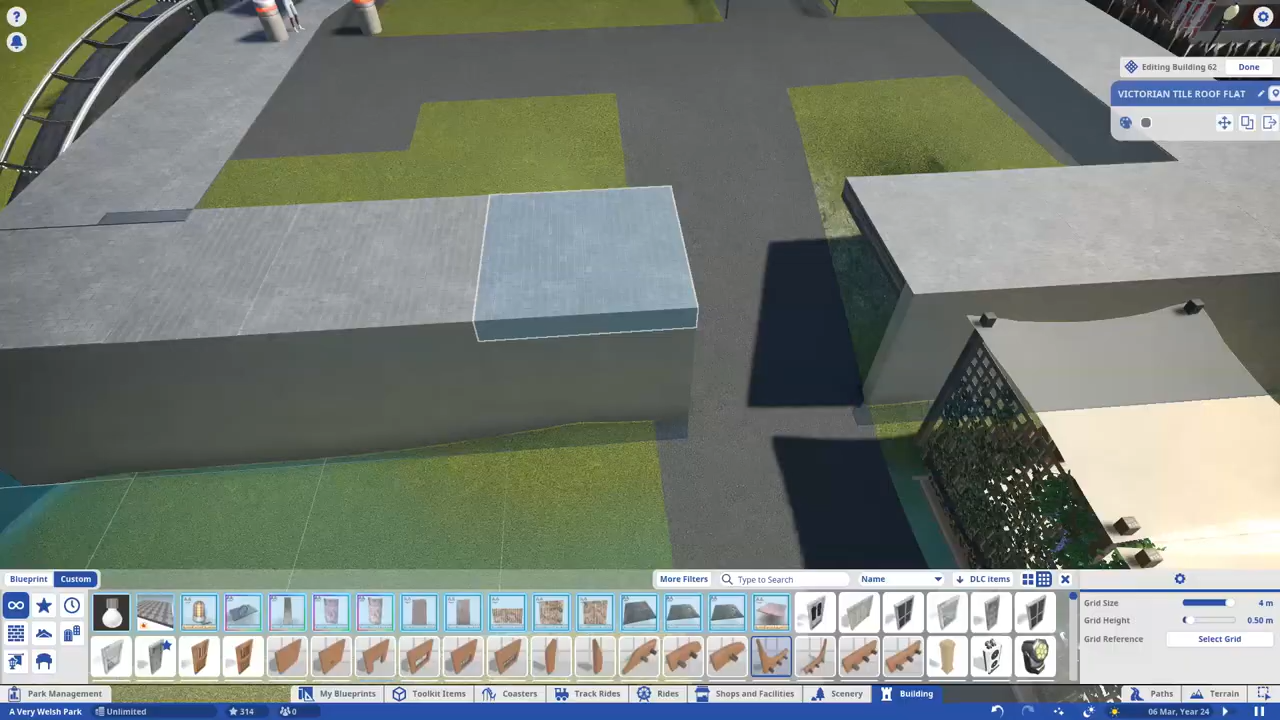 ?
Editing Building 62 Done
VICTORIAN TILE ROOF FLAT
Blueprint Custom More Filters Type to Search Name DLC items
Grid Size 4 m
Grid Height 0.50 m
Grid Reference Select Grid
Park Management My Blueprints Toolkit Items Coasters Track Rides Rides Shops and Facilities Scenery Building Paths Terrain
A Very Welsh Park Unlimited 314 0 06 Mar, Year 24